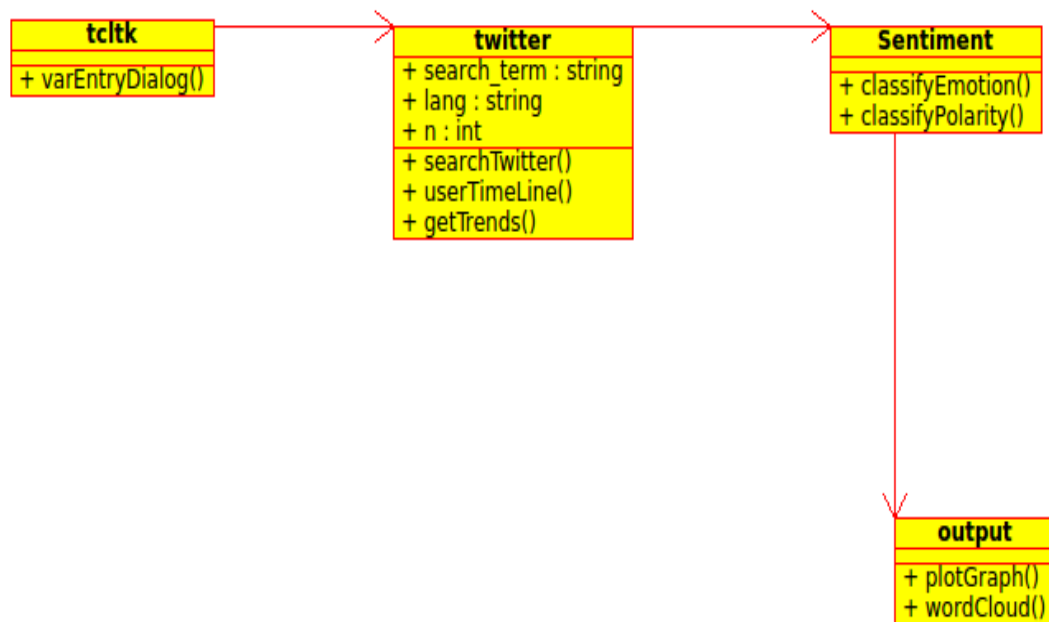 tcltk
+ varEntryDialog()
twitter
+ search_term : string
+ lang : string
+ n : int
+ searchTwitter()
+ userTimeLine()
+ getTrends()
Sentiment
+ classifyEmotion()
+ classifyPolarity()
output
+ plotGraph()
+ wordCloud()